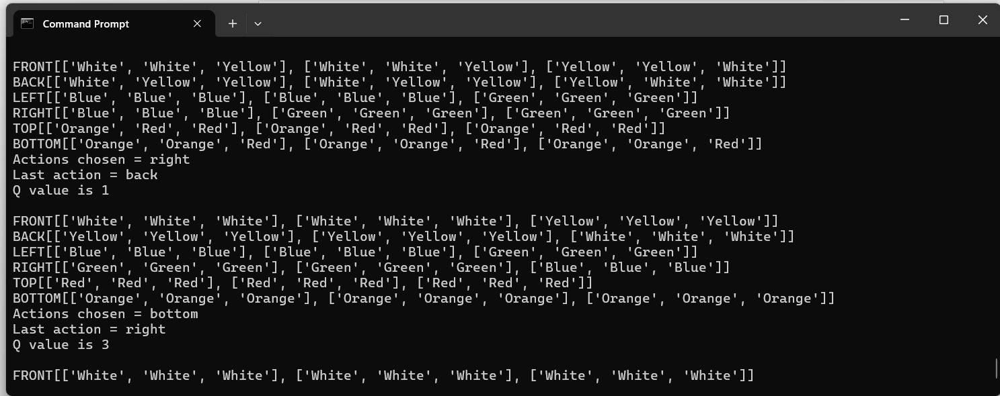 Command Prompt
FRONT[['White', 'White', 'Yellow'], ['White', 'White', 'Yellow'], ['Yellow', 'Yellow', 'White']]
BACK[['White', 'Yellow', 'Yellow'], ['White', 'Yellow', 'Yellow'], ['Yellow', 'White', 'White']]
LEFT[['Blue', 'Blue', 'Blue'], ['Blue', 'Blue', 'Blue'], ['Green', 'Green', 'Green']]
RIGHT[['Blue', 'Blue', 'Blue'], ['Green', 'Green', 'Green'], ['Green', 'Green', 'Green']]
TOP[['Orange', 'Red', 'Red'], ['Orange', 'Red', 'Red'], ['Orange', 'Red', 'Red']]
BOTTOM[['Orange', 'Orange', 'Red'], ['Orange', 'Orange', 'Red'], ['Orange', 'Orange', 'Red']]
Actions chosen = right
Last action = back
Q value is 1
FRONT[['White', 'White', 'White'], ['White', 'White', 'White'], ['Yellow', 'Yellow', 'Yellow']]
BACK[['Yellow', 'Yellow', 'Yellow'], ['Yellow', 'Yellow', 'Yellow'], ['White', 'White', 'White']]
LEFT[['Blue', 'Blue', 'Blue'], ['Blue', 'Blue', 'Blue'], ['Green', 'Green', 'Green']]
RIGHT[['Green', 'Green', 'Green'], ['Green', 'Green', 'Green'], ['Blue', 'Blue', 'Blue']]
TOP[['Red', 'Red', 'Red'], ['Red', 'Red', 'Red'], ['Red', 'Red', 'Red']]
BOTTOM[['Orange', 'Orange', 'Orange'], ['Orange', 'Orange', 'Orange'], ['Orange', 'Orange', 'Orange']]
Actions chosen = bottom
Last action = right
Q value is 3
FRONT[['White', 'White', 'White'], ['White', 'White', 'White'], ['White', 'White', 'White']]